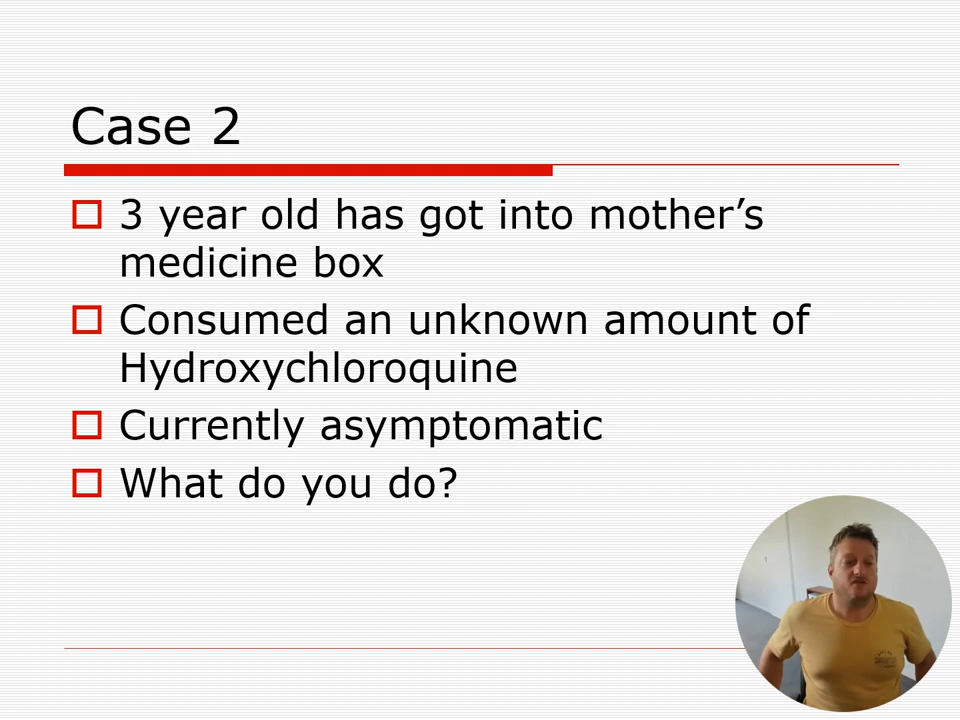 Case 2
3 year old has got into mother’s
medicine box
Consumed an unknown amount of
Hydroxychloroquine
Currently asymptomatic
What do you do?